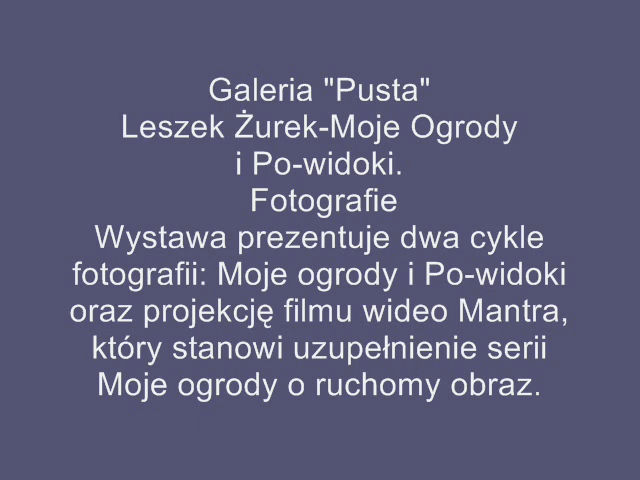 Galeria "Pusta"
Leszek Żurek-Moje Ogrody
i Po-widoki.
Fotografie
Wystawa prezentuje dwa cykle
fotografii: Moje ogrody i Po-widoki
oraz projekcję filmu wideo Mantra,
który stanowi uzupełnienie serii
Moje ogrody o ruchomy obraz.